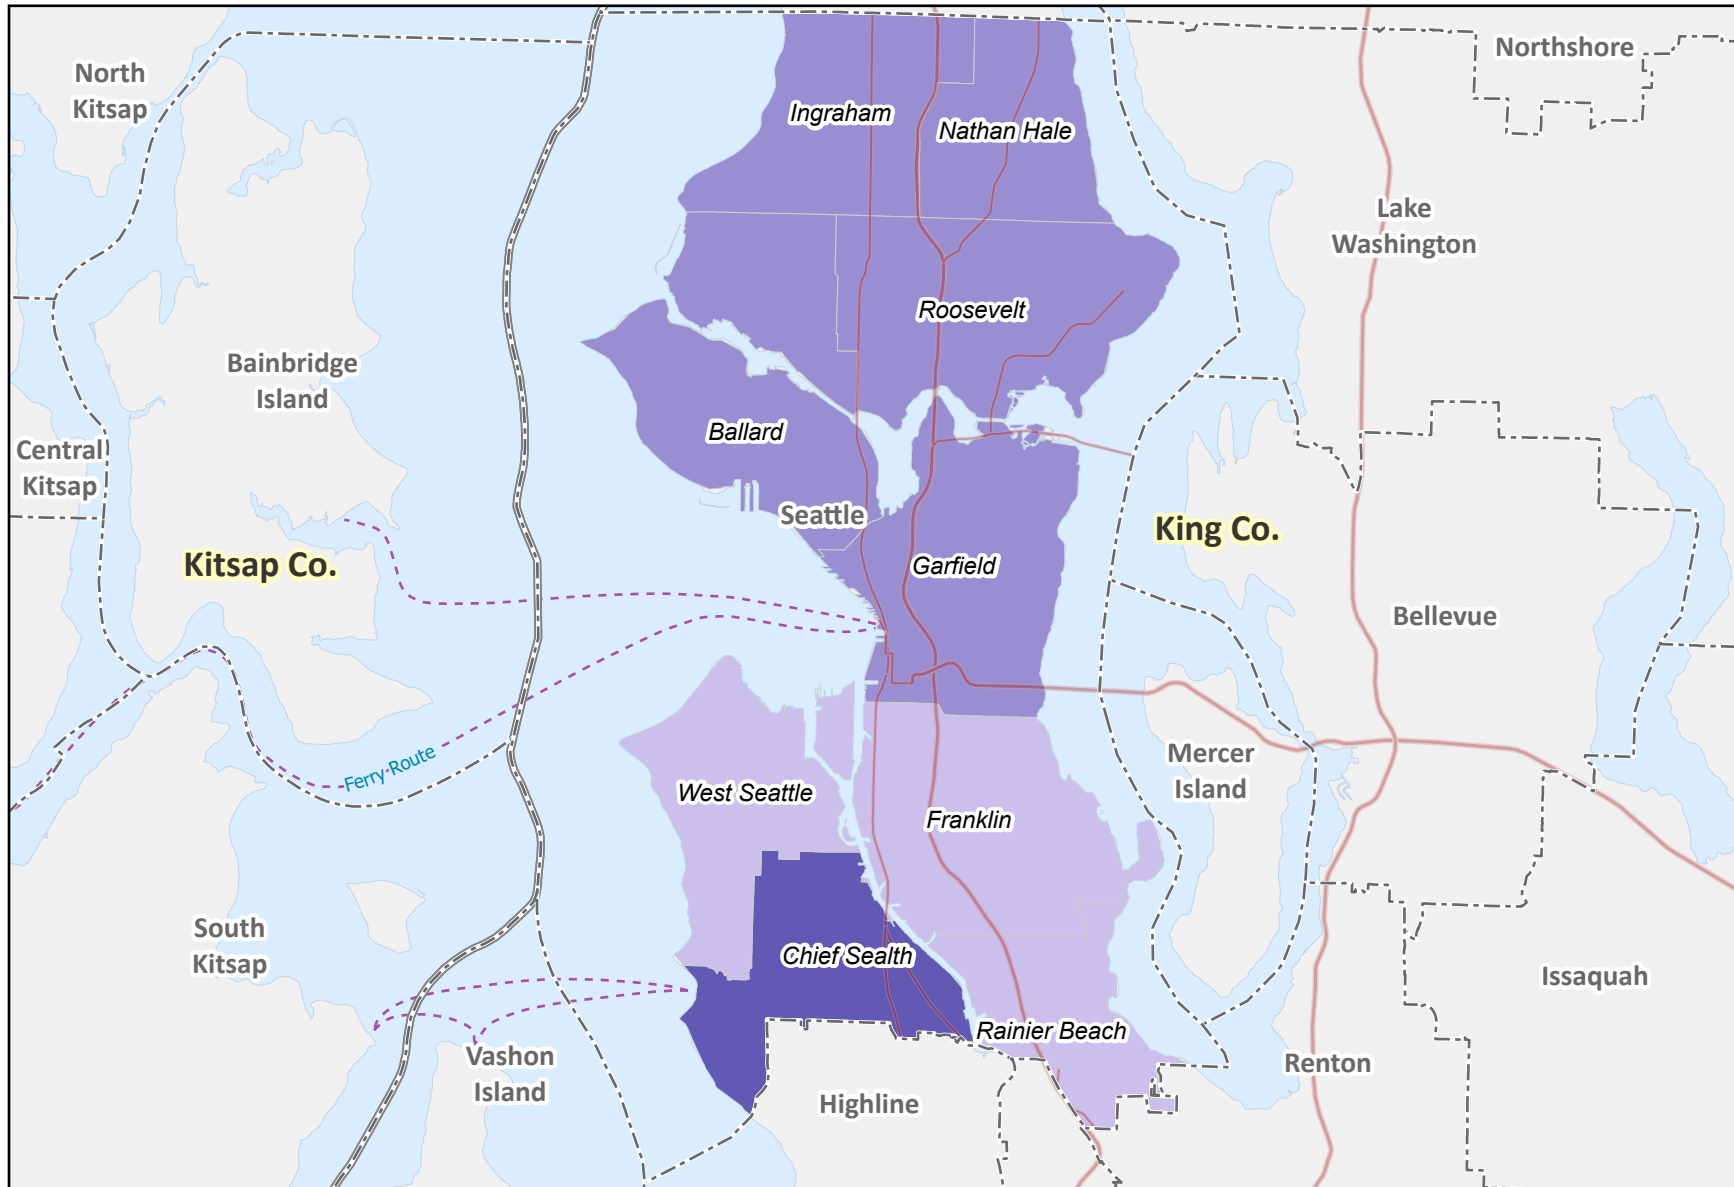 Northshore
North
Kitsap
Ingraham
Nathan Hale
Lake
Washington
Roosevelt
Bainbridge
Island
Ballard
Central
Kitsap
Seattle
King Co.
Kitsap Co.
Garfield
Bellevue
Ferry Route
Mercer
Island
West Seattle
Franklin
South
Kitsap
Chief Sealth
Issaquah
Rainier Beach
Vashon
Island
Renton
Highline